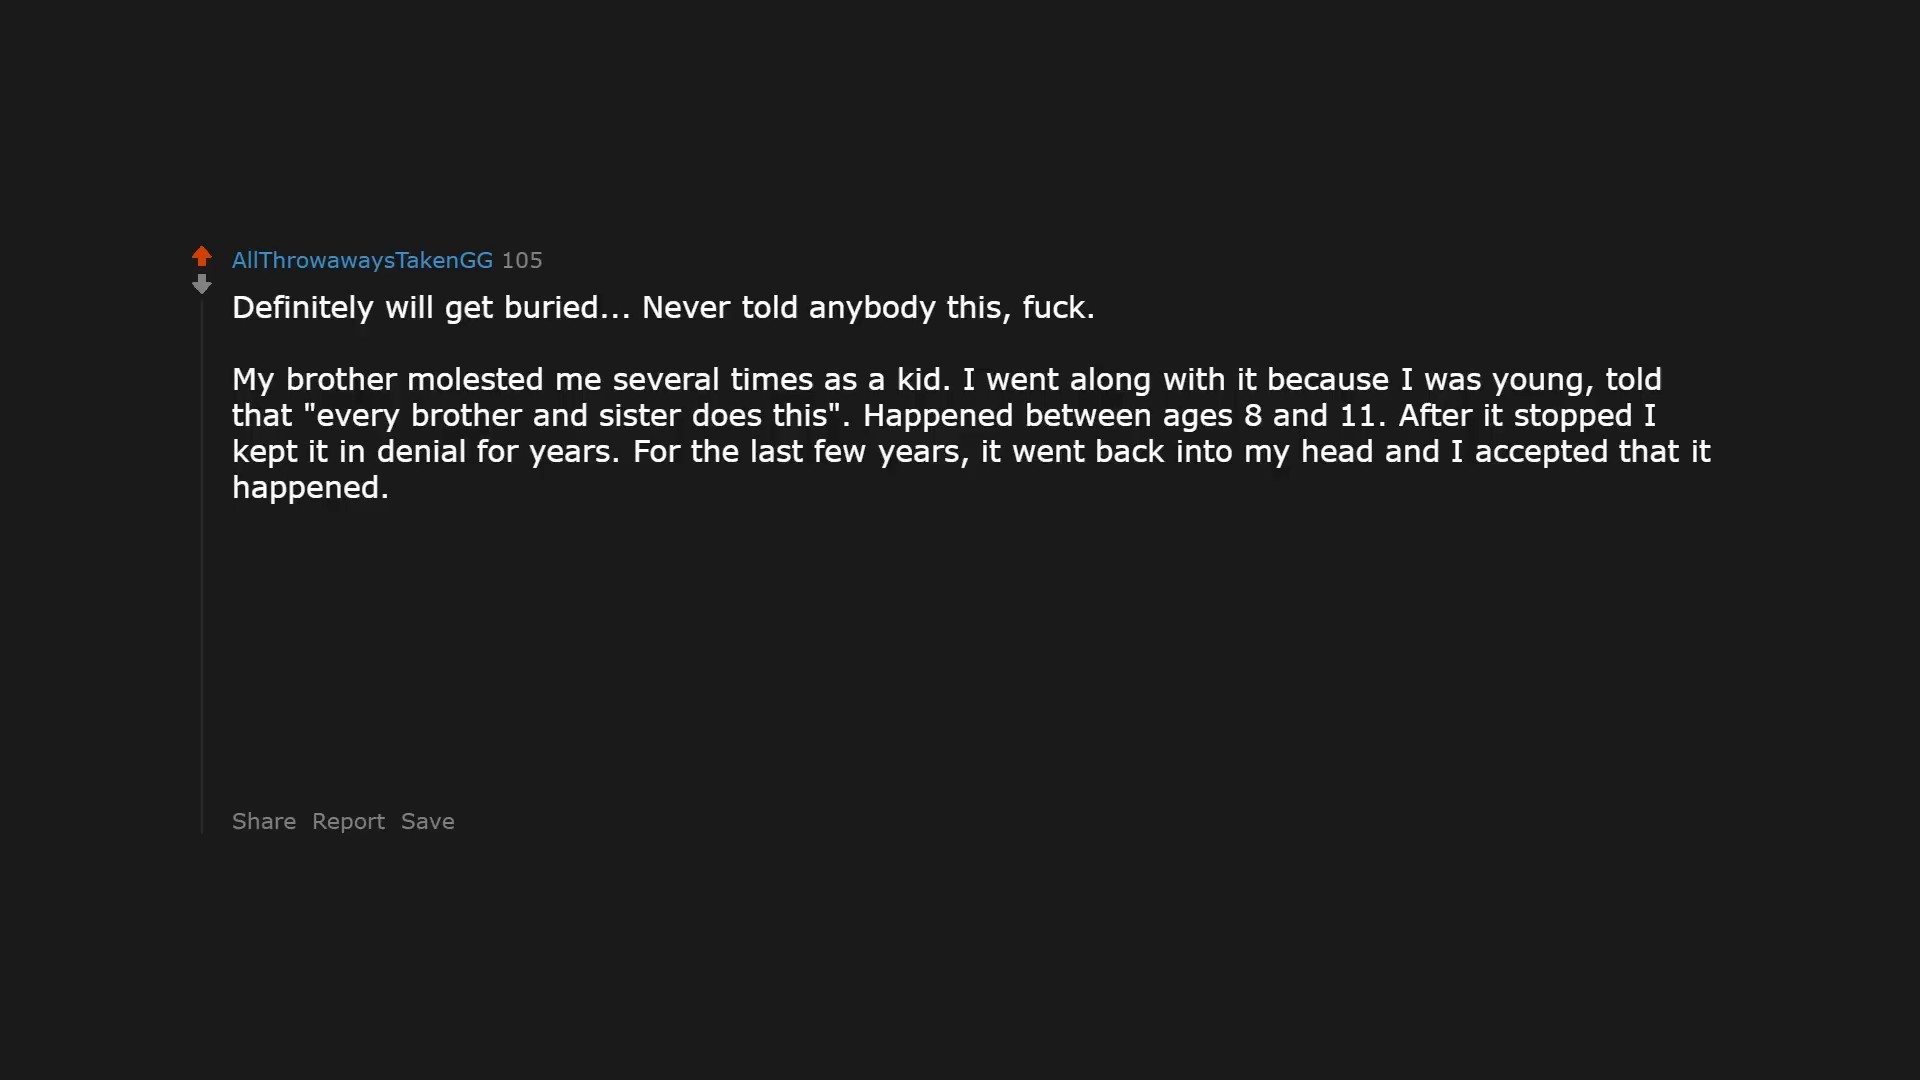 AllThrowawaysTakenGG 105
Definitely will get buried... Never told anybody this, fuck.
My brother molested me several times as a kid. I went along with it because I was young, told
that "every brother and sister does this". Happened between ages 8 and 11. After it stopped I
kept it in denial for years. For the last few years, it went back into my head and I accepted that it
happened.
Share Report Save